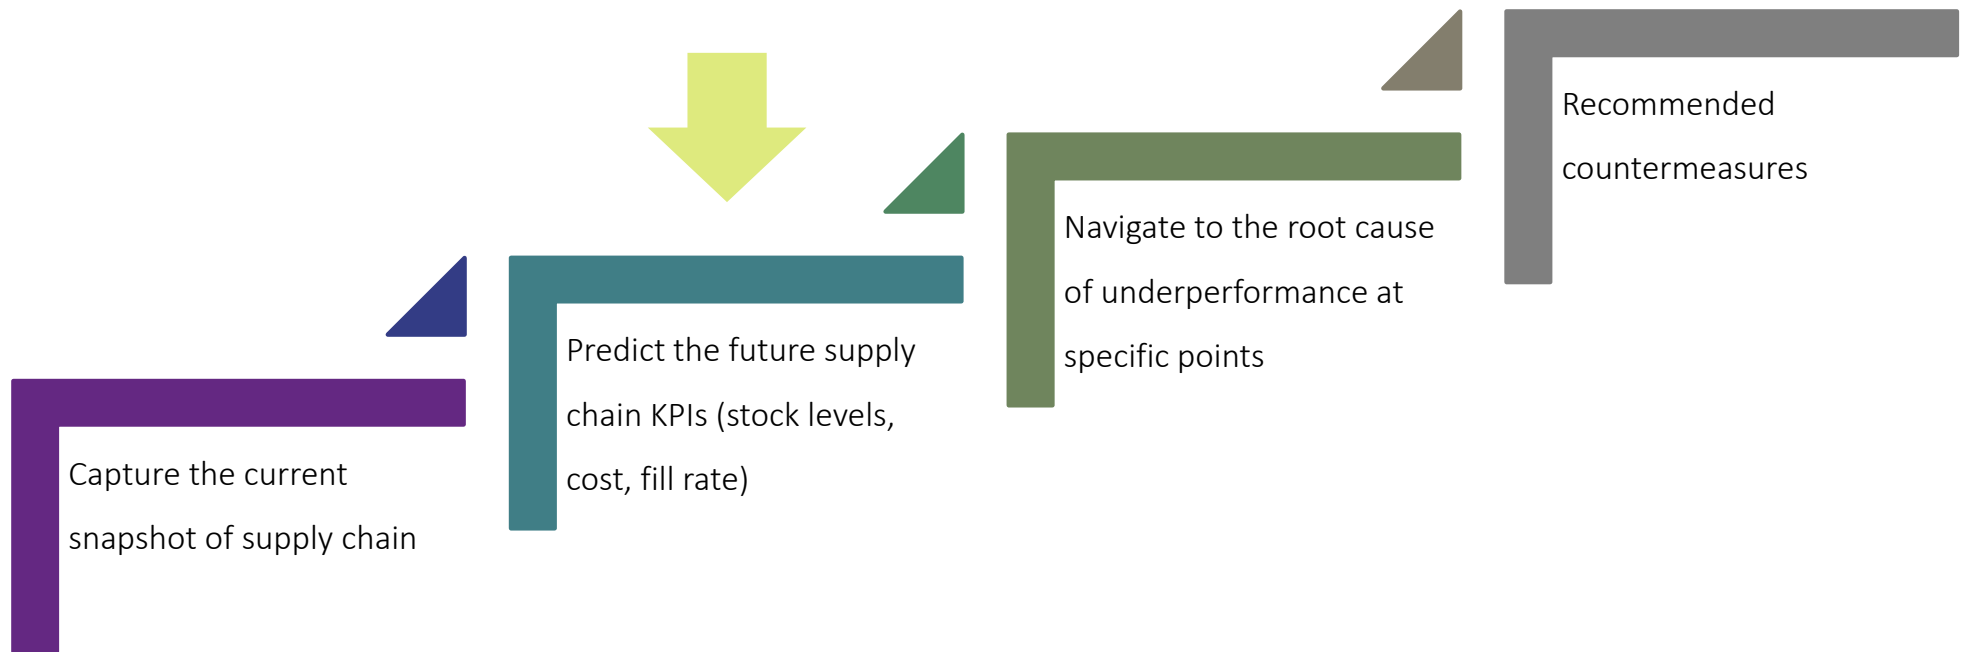 Capture the current
snapshot of supply chain
Predict the future supply
chain KPIs (stock levels,
cost, fill rate)
Navigate to the root cause
of underperformance at
specific points
Recommended
countermeasures